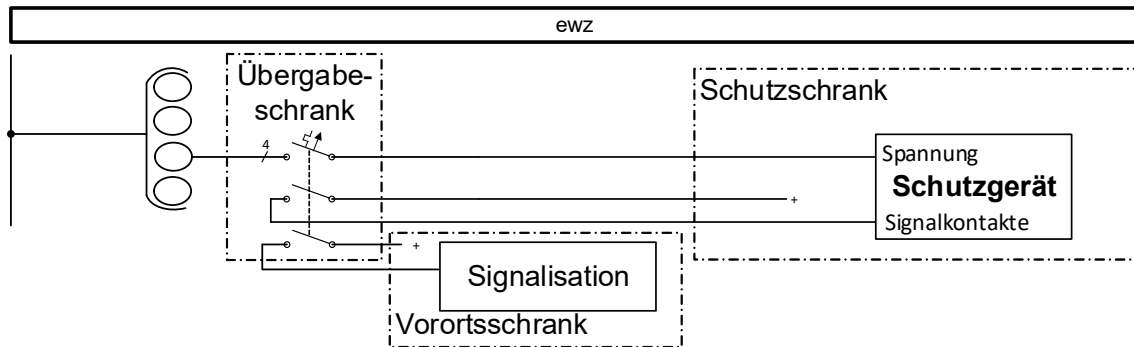 ewz
Übergabe-
schrank
Schutzschrank
4
Spannung
Schutzgerät
+
Signalkontakte
+
Signalisation
Vorortsschrank